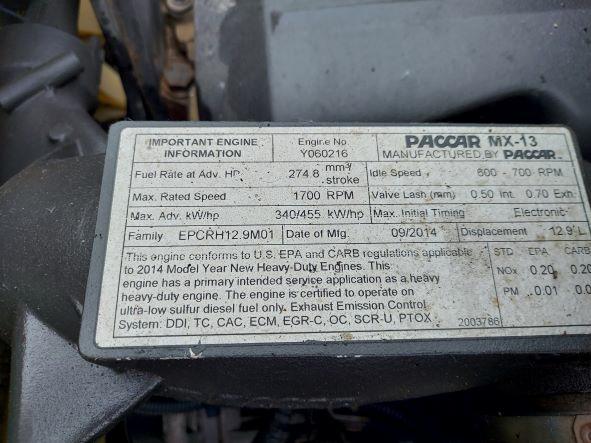 IMPORTANT ENGINE INFORMATION
Engine No.
Y060216
PACCAR MX-13
MANUFACTURED BY PACCAR
Fuel Rate at Adv. HP 274.8 mm³/stroke
Idle Speed 600 - 700 RPM
Max. Rated Speed 1700 RPM
Valve Lash (mm) 0.50 Int. 0.70 Exh.
Max. Adv. kW/hp 340/455 kW/hp
Max. Initial Timing Electronic
Family EPCRH12.9M01
Date of Mfg. 09/2014
Displacement 12.9 L
This engine conforms to U.S. EPA and CARB regulations applicable
to 2014 Model Year New Heavy-Duty Engines. This
engine has a primary intended service application as a heavy
heavy-duty engine. The engine is certified to operate on
ultra-low sulfur diesel fuel only. Exhaust Emission Control
System: DDI, TC, CAC, ECM, EGR-C, OC, SCR-U, PTOX
STD EPA CARB
NOx 0.20 0.20
PM 0.01
2003786